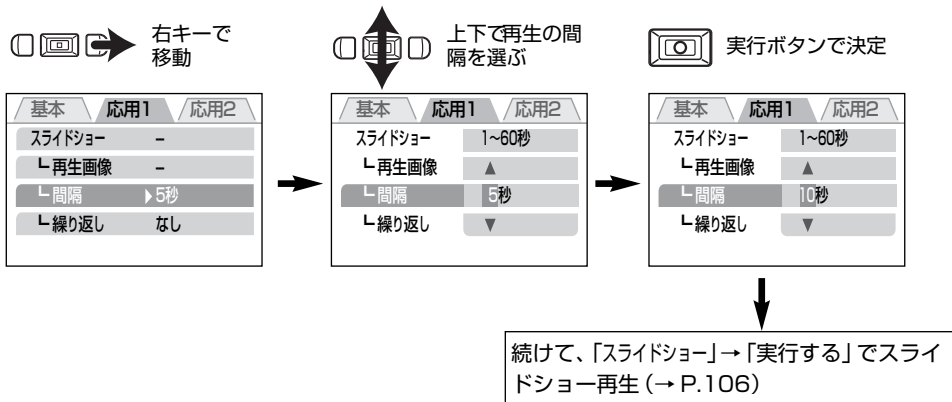 右キーで
移動
上下で再生の間
隔を選ぶ
実行ボタンで決定
基本 応用1 応用2
スライドショー −
┗再生画像 −
┗間隔 5秒
┗繰り返し なし
基本 応用1 応用2
スライドショー 1~60秒
┗再生画像 ▲
┗間隔 5秒
┗繰り返し ▼
基本 応用1 応用2
スライドショー 1~60秒
┗再生画像 ▲
┗間隔 10秒
┗繰り返し ▼
続けて、「スライドショー」→「実行する」でスライ
ドショー再生(→P.106)